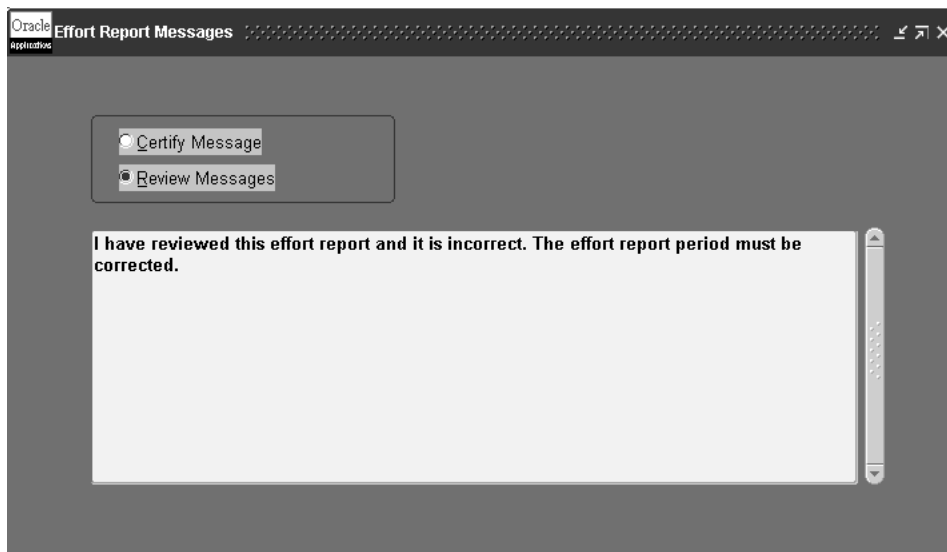 Oracle
Applications
Effort Report Messages
Certify Message
Review Messages
I have reviewed this effort report and it is incorrect. The effort report period must be
corrected.